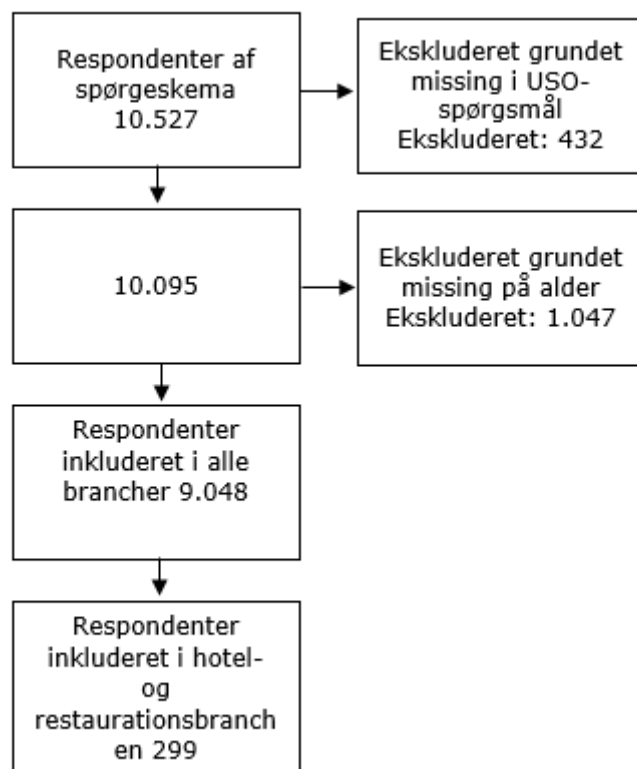 Respondenter af
spørgeskema
10.527
Ekskluderet grundet
missing i USO-
spørgsmål
Ekskluderet: 432
10.095
Ekskluderet grundet
missing på alder
Ekskluderet: 1.047
Respondenter
inkluderet i alle
brancher 9.048
Respondenter
inkluderet i hotel-
og
restaurationsbranch
en 299